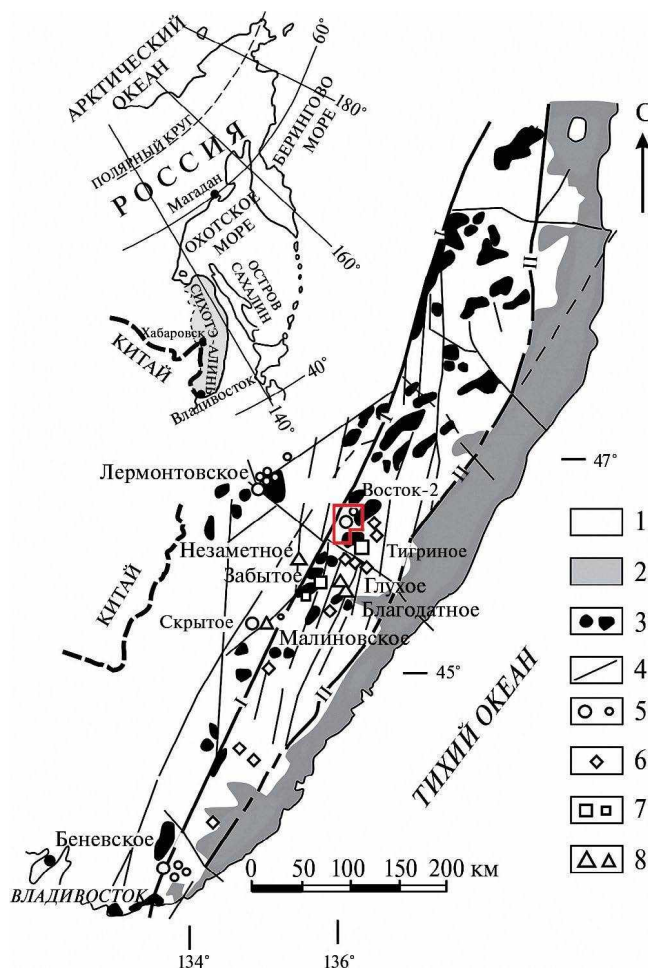 АРКТИЧЕСКИЙ
ОКЕАН
60°
180°
БЕРИНГОВО
МОРЕ
ПОЛЯРНЫЙ КРУГ
РОССИЯ
Магадан
ОХОТСКОЕ
МОРЕ
160°
ОСТРОВ
САХАЛИН
СИХОТЭ-АЛИНЬ
Хабаровск
КИТАЙ
Владивосток
40°
140°
С
I
II
I
II
47°
Лермонтовское
Восток-2
Незаметное
Тигриное
Забытое
Глухое
Благодатное
Скрытое
Малиновское
КИТАЙ
45°
I
II
ТИХИЙ ОКЕАН
Беневское
ВЛАДИВОСТОК
0 50 100 150 200 км
134°
136°
1
2
3
4
5
6
7
8